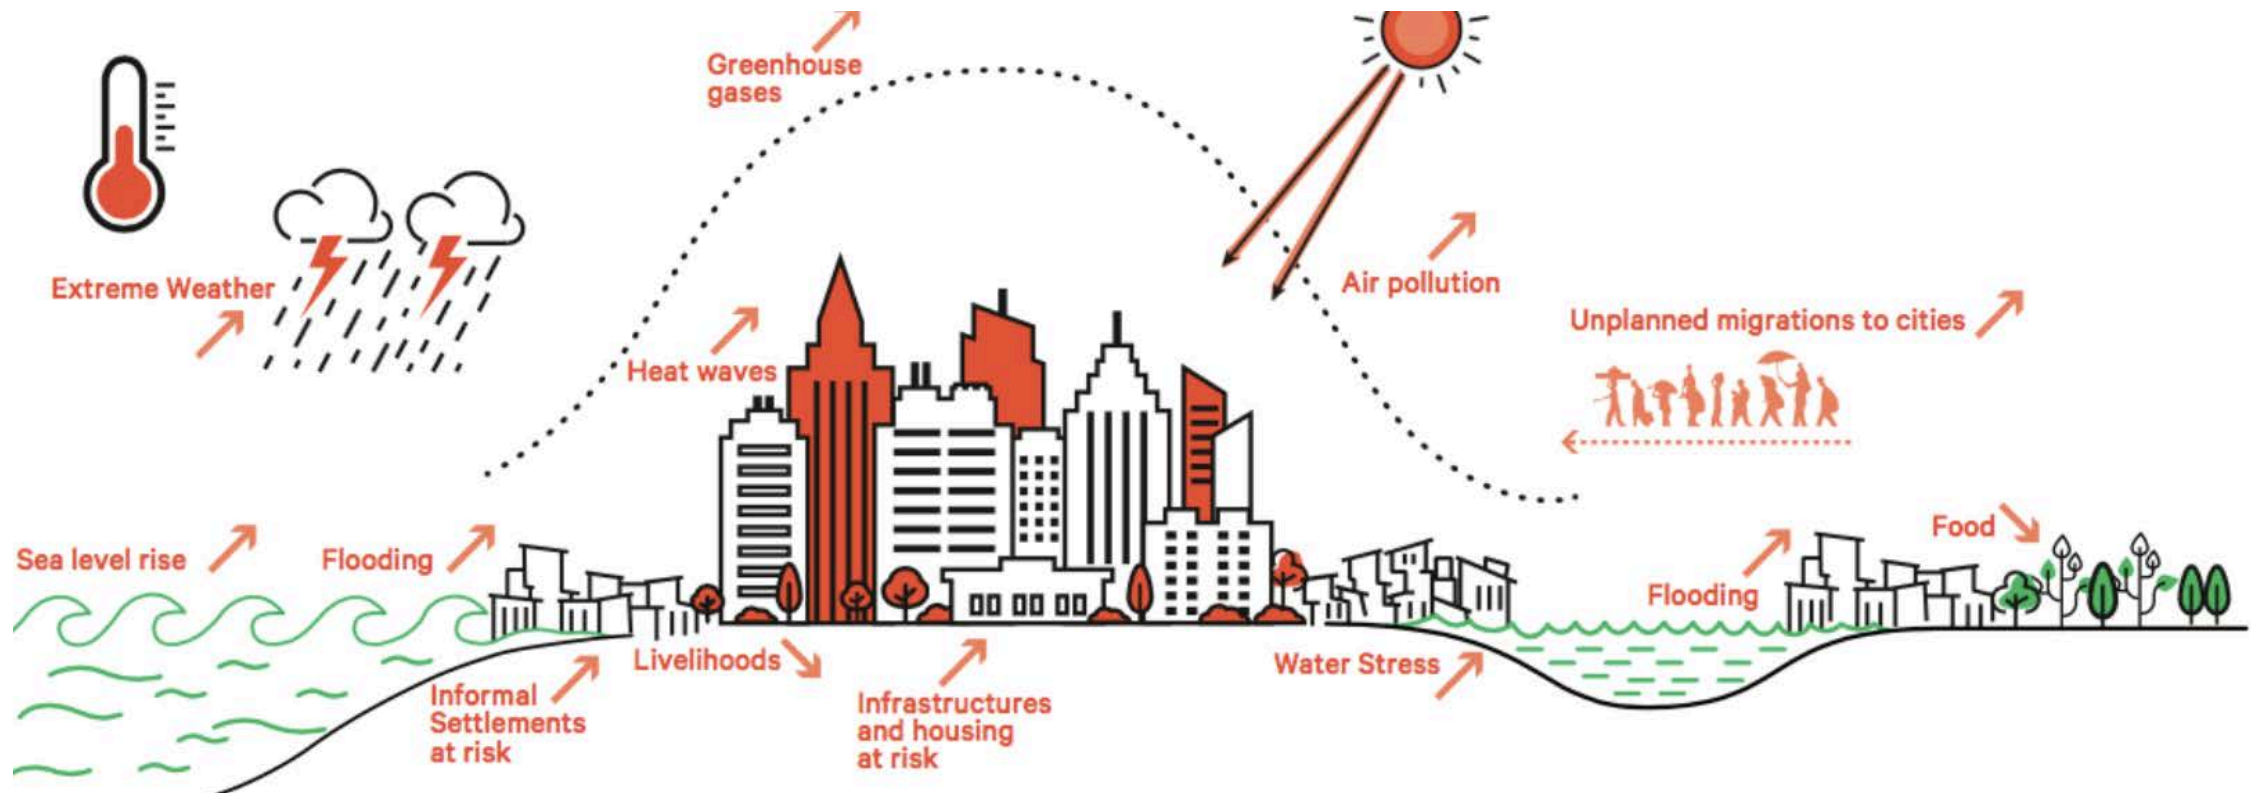 Greenhouse
gases
Extreme Weather
Air pollution
Unplanned migrations to cities
Heat waves
Sea level rise
Flooding
Food
Flooding
Livelihoods
Water Stress
Informal
Settlements
at risk
Infrastructures
and housing
at risk